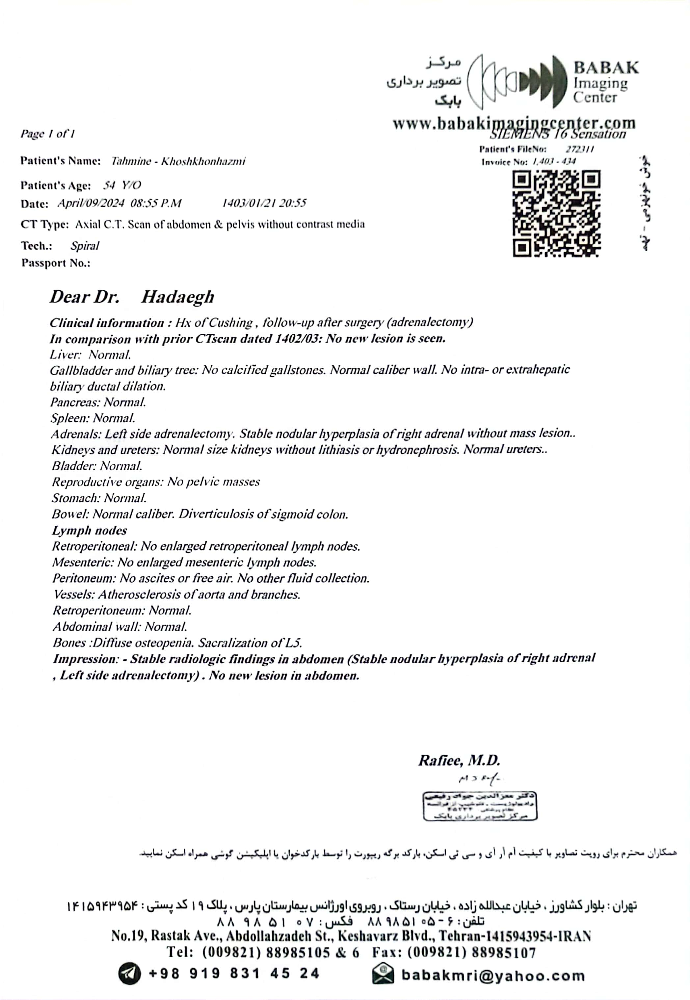 مرکز
تصویر برداری
بابک
BABAK
Imaging
Center
www.babakimagingcenter.com
SIEMENS 16 Sensation
Page 1 of 1
Patient's FileNo: 272311
Invoice No: 1,403 - 434
Patient's Name: Tahmine - Khoshkhonhazmi
Patient's Age: 54 Y/O
Date: April/09/2024 08:55 P.M 1403/01/21 20:55
CT Type: Axial C.T. Scan of abdomen & pelvis without contrast media
Tech.: Spiral
Passport No.:
Dear Dr. Hadaegh
Clinical information : Hx of Cushing , follow-up after surgery (adrenalectomy)
In comparison with prior CTscan dated 1402/03: No new lesion is seen.
Liver: Normal.
Gallbladder and biliary tree: No calcified gallstones. Normal caliber wall. No intra- or extrahepatic
biliary ductal dilation.
Pancreas: Normal.
Spleen: Normal.
Adrenals: Left side adrenalectomy. Stable nodular hyperplasia of right adrenal without mass lesion..
Kidneys and ureters: Normal size kidneys without lithiasis or hydronephrosis. Normal ureters..
Bladder: Normal.
Reproductive organs: No pelvic masses
Stomach: Normal.
Bowel: Normal caliber. Diverticulosis of sigmoid colon.
Lymph nodes
Retroperitoneal: No enlarged retroperitoneal lymph nodes.
Mesenteric: No enlarged mesenteric lymph nodes.
Peritoneum: No ascites or free air. No other fluid collection.
Vessels: Atherosclerosis of aorta and branches.
Retroperitoneum: Normal.
Abdominal wall: Normal.
Bones :Diffuse osteopenia. Sacralization of L5.
Impression: - Stable radiologic findings in abdomen (Stable nodular hyperplasia of right adrenal
, Left side adrenalectomy) . No new lesion in abdomen.
Rafiee, M.D.
دکتر معزالدین جواد رفیعی
رادیولوژیست - فلوشیپ از فرانسه
مرکز تصویر برداری بابک
همکاران محترم برای رویت تصاویر با کیفیت ام آر آی و سی تی اسکن، بارکد برگه ریپورت را توسط بارکدخوان یا اپلیکیشن گوشی همراه اسکن نمایید.
تهران : بلوار کشاورز ، خیابان عبدالله زاده ، خیابان رستاک ، روبروی اورژانس بیمارستان پارس ، پلاک ۱۹ کد پستی : ۱۴۱۵۹۴۳۹۵۴
تلفن : ۶ - ۸۸۹۸۵۱۰۵ فکس : ۸۸۹۸۵۱۰۷
No.19, Rastak Ave., Abdollahzadeh St., Keshavarz Blvd., Tehran-1415943954-IRAN
Tel: (009821) 88985105 & 6 Fax: (009821) 88985107
+98 919 831 45 24 babakmri@yahoo.com